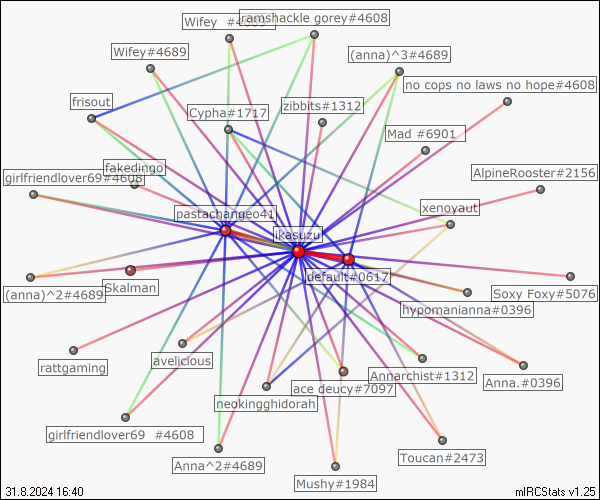 ramshackle gorey#4608
Wifey #4689
Wifey#4689
(anna)^3#4689
no cops no laws no hope#4608
frisout
zibbits#1312
Cypha#1717
Mad #6901
fakedingo
AlpineRooster#2156
girlfriendlover69#4608
xenoyaut
pastachangeo41
ikasuzu
default#0617
Skalman
(anna)^2#4689
Soxy Foxy#5076
hypomanianna#0396
avelicious
rattgaming
Annarchist#1312
Anna.#0396
ace deucy#7097
neokingghidorah
girlfriendlover69 #4608
Toucan#2473
Anna^2#4689
Mushy#1984
31.8.2024 16:40
mIRCStats v1.25